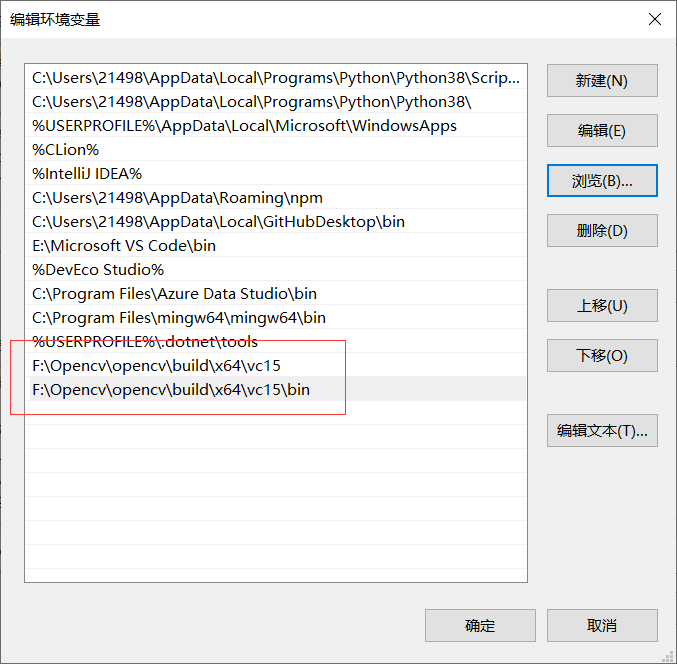 编辑环境变量
C:\Users\21498\AppData\Local\Programs\Python\Python38\Scrip...
C:\Users\21498\AppData\Local\Programs\Python\Python38\
%USERPROFILE%\AppData\Local\Microsoft\WindowsApps
%CLion%
%IntelliJ IDEA%
C:\Users\21498\AppData\Roaming\npm
C:\Users\21498\AppData\Local\GitHubDesktop\bin
E:\Microsoft VS Code\bin
%DevEco Studio%
C:\Program Files\Azure Data Studio\bin
C:\Program Files\mingw64\mingw64\bin
%USERPROFILE%\.dotnet\tools
F:\Opencv\opencv\build\x64\vc15
F:\Opencv\opencv\build\x64\vc15\bin
新建(N)
编辑(E)
浏览(B)...
删除(D)
上移(U)
下移(O)
编辑文本(T)...
确定
取消